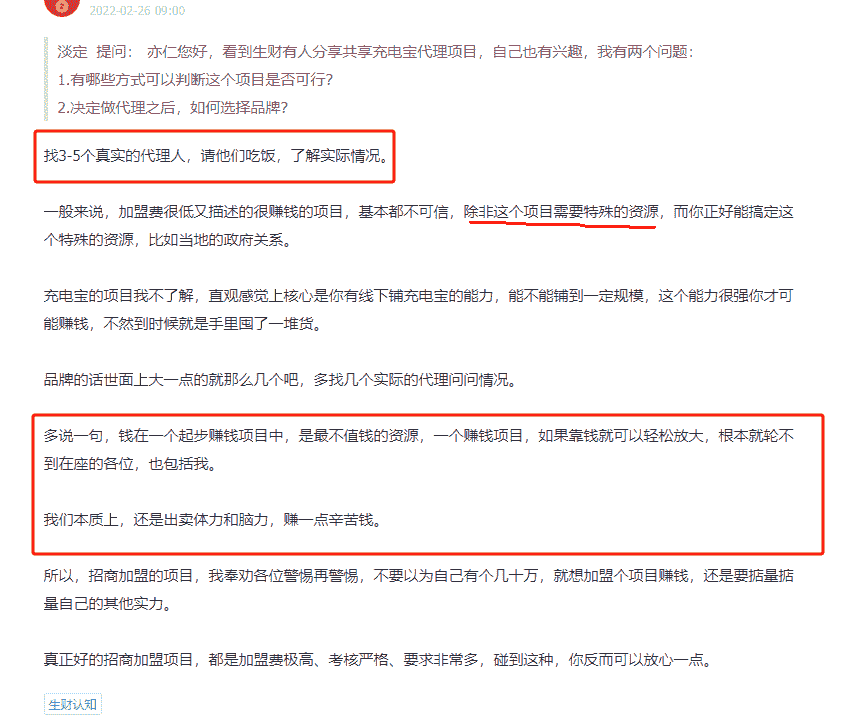 2022-02-26 09:00
淡定 提问： 亦仁您好，看到生财有人分享共享充电宝代理项目，自己也有兴趣，我有两个问题：
1.有哪些方式可以判断这个项目是否可行？
2.决定做代理之后，如何选择品牌？
找3-5个真实的代理人，请他们吃饭，了解实际情况。
一般来说，加盟费很低又描述的很赚钱的项目，基本都不可信，除非这个项目需要特殊的资源，而你正好能搞定这
个特殊的资源，比如当地的政府关系。
充电宝的项目我不了解，直观感觉上核心是你有线下铺充电宝的能力，能不能铺到一定规模，这个能力很强你才可
能赚钱，不然到时候就是手里囤了一堆货。
品牌的话世面上大一点的就那么几个吧，多找几个实际的代理问问情况。
多说一句，钱在一个起步赚钱项目中，是最不值钱的资源，一个赚钱项目，如果靠钱就可以轻松放大，根本就轮不
到在座的各位，也包括我。
我们本质上，还是出卖体力和脑力，赚一点辛苦钱。
所以，招商加盟的项目，我奉劝各位警惕再警惕，不要以为自己有个几十万，就想加盟个项目赚钱，还是要掂量掂
量自己的其他实力。
真正好的招商加盟项目，都是加盟费极高、考核严格、要求非常多，碰到这种，你反而可以放心一点。
生财认知